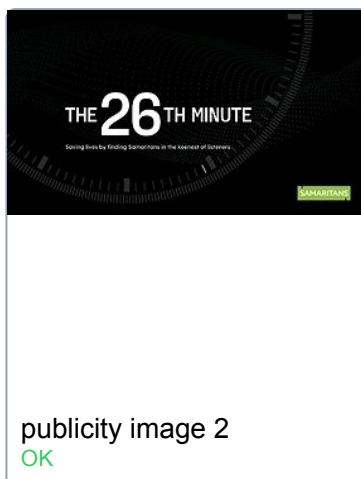 THE 26TH MINUTE
Saving lives by finding Samaritans in the keenest of listeners
SAMARITANS
publicity image 2
OK